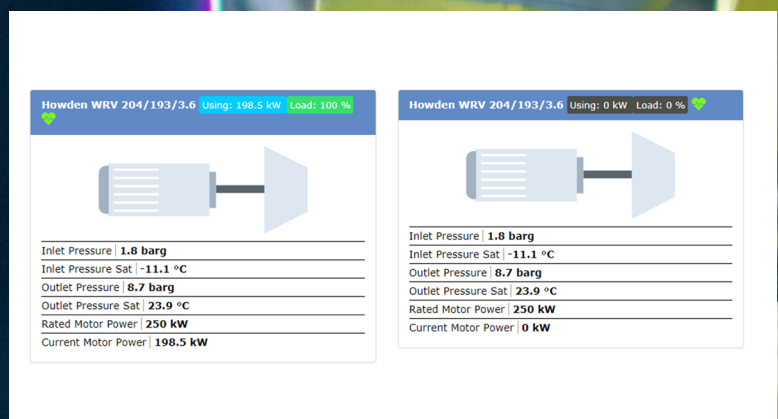 Howden WRV 204/193/3.6 Using: 198.5 kW Load: 100 %
Inlet Pressure 1.8 barg
Inlet Pressure Sat -11.1 °C
Outlet Pressure 8.7 barg
Outlet Pressure Sat 23.9 °C
Rated Motor Power 250 kW
Current Motor Power 198.5 kW
Howden WRV 204/193/3.6 Using: 0 kW Load: 0 %
Inlet Pressure 1.8 barg
Inlet Pressure Sat -11.1 °C
Outlet Pressure 8.7 barg
Outlet Pressure Sat 23.9 °C
Rated Motor Power 250 kW
Current Motor Power 0 kW